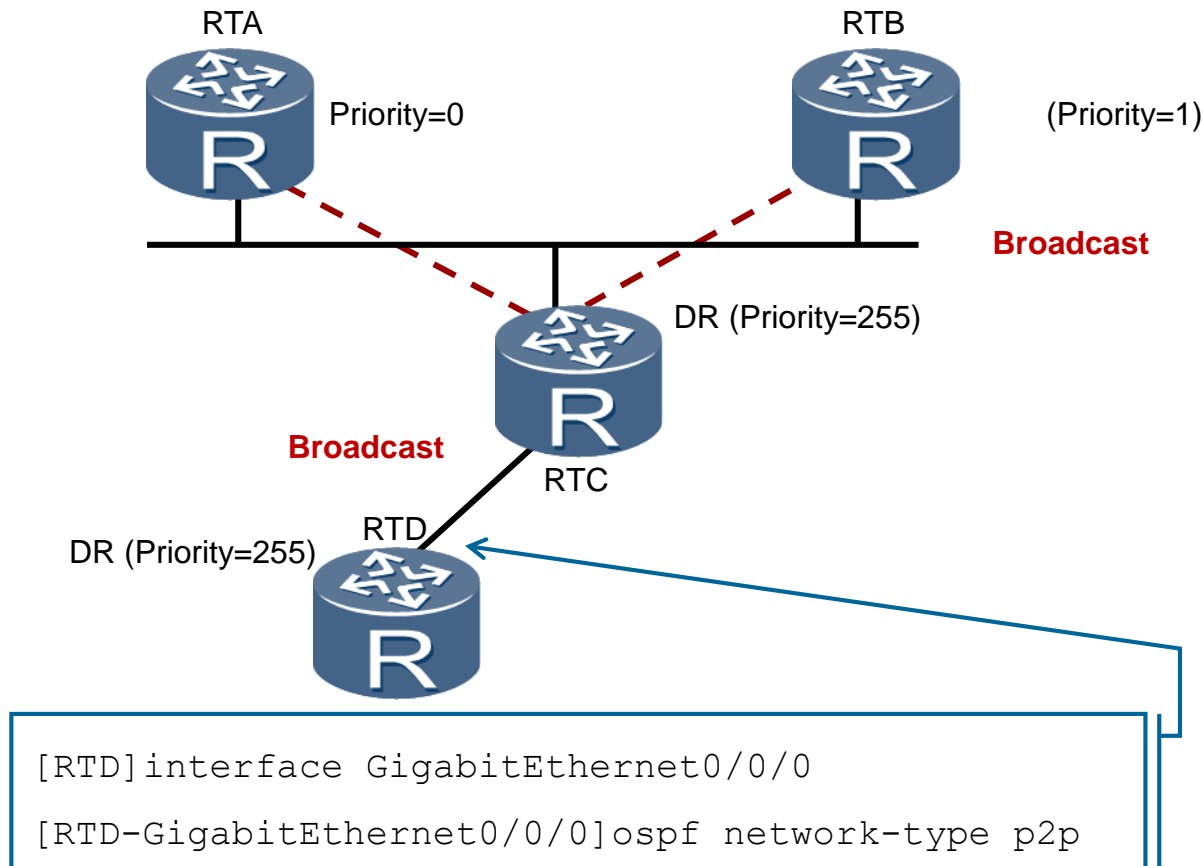 RTA
RTB
Priority=0
(Priority=1)
R
R
Broadcast
DR (Priority=255)
R
Broadcast
RTC
RTD
DR (Priority=255)
R
[RTD]interface GigabitEthernet0/0/0
[RTD-GigabitEthernet0/0/0]ospf network-type p2p